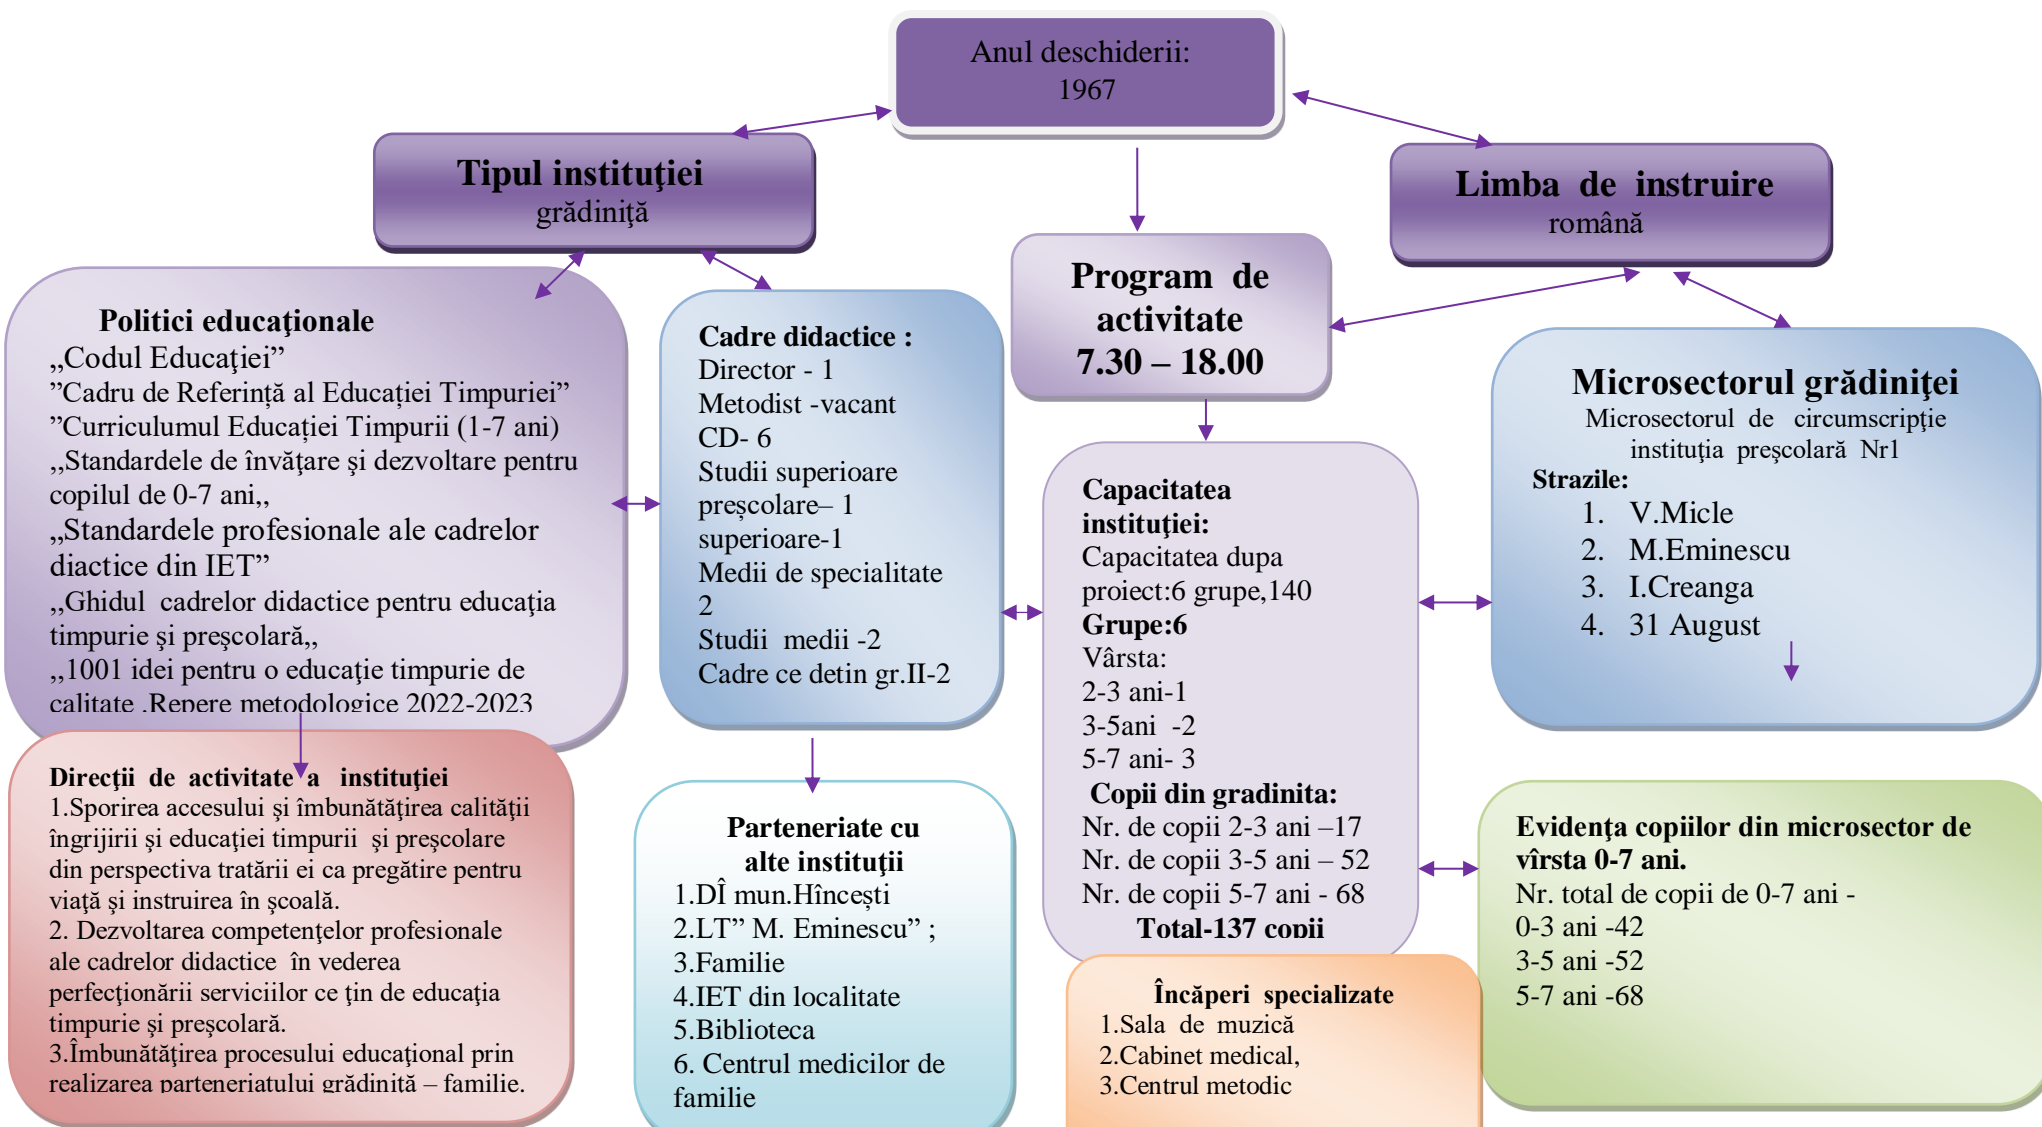 Anul deschiderii:
1967
Tipul instituţiei
grădiniţă
Limba de instruire
română
Program de
activitate
7.30 – 18.00
Politici educaţionale
„Codul Educaţiei”
”Cadru de Referință al Educației Timpuriei”
”Curriculumul Educației Timpurii (1-7 ani)
„Standardele de învăţare şi dezvoltare pentru
copilul de 0-7 ani„
„Standardele profesionale ale cadrelor
diactice din IET”
„Ghidul cadrelor didactice pentru educaţia
timpurie şi preşcolară„
„1001 idei pentru o educaţie timpurie de
calitate .Repere metodologice 2022-2023
Cadre didactice :
Director - 1
Metodist -vacant
CD- 6
Studii superioare
preșcolare– 1
superioare-1
Medii de specialitate
2
Studii medii -2
Cadre ce detin gr.II-2
Capacitatea
instituţiei:
Capacitatea dupa
proiect:6 grupe,140
Grupe:6
Vârsta:
2-3 ani-1
3-5ani -2
5-7 ani- 3
Copii din gradinita:
Nr. de copii 2-3 ani –17
Nr. de copii 3-5 ani – 52
Nr. de copii 5-7 ani - 68
Total-137 copii
Microsectorul grădiniţei
Microsectorul de circumscripţie
instituţia preşcolară Nr1
Strazile:
1. V.Micle
2. M.Eminescu
3. I.Creanga
4. 31 August
Direcţii de activitate a instituţiei
1.Sporirea accesului şi îmbunătăţirea calităţii
îngrijirii şi educaţiei timpurii şi preşcolare
din perspectiva tratării ei ca pregătire pentru
viaţă şi instruirea în şcoală.
2. Dezvoltarea competenţelor profesionale
ale cadrelor didactice în vederea
perfecţionării serviciilor ce ţin de educaţia
timpurie şi preşcolară.
3.Îmbunătăţirea procesului educaţional prin
realizarea parteneriatului grădiniţă – familie.
Parteneriate cu
alte instituţii
1.DÎ mun.Hîncești
2.LT” M. Eminescu” ;
3.Familie
4.IET din localitate
5.Biblioteca
6. Centrul medicilor de
familie
Încăperi specializate
1.Sala de muzică
2.Cabinet medical,
3.Centrul metodic
Evidenţa copiilor din microsector de
vîrsta 0-7 ani.
Nr. total de copii de 0-7 ani -
0-3 ani -42
3-5 ani -52
5-7 ani -68